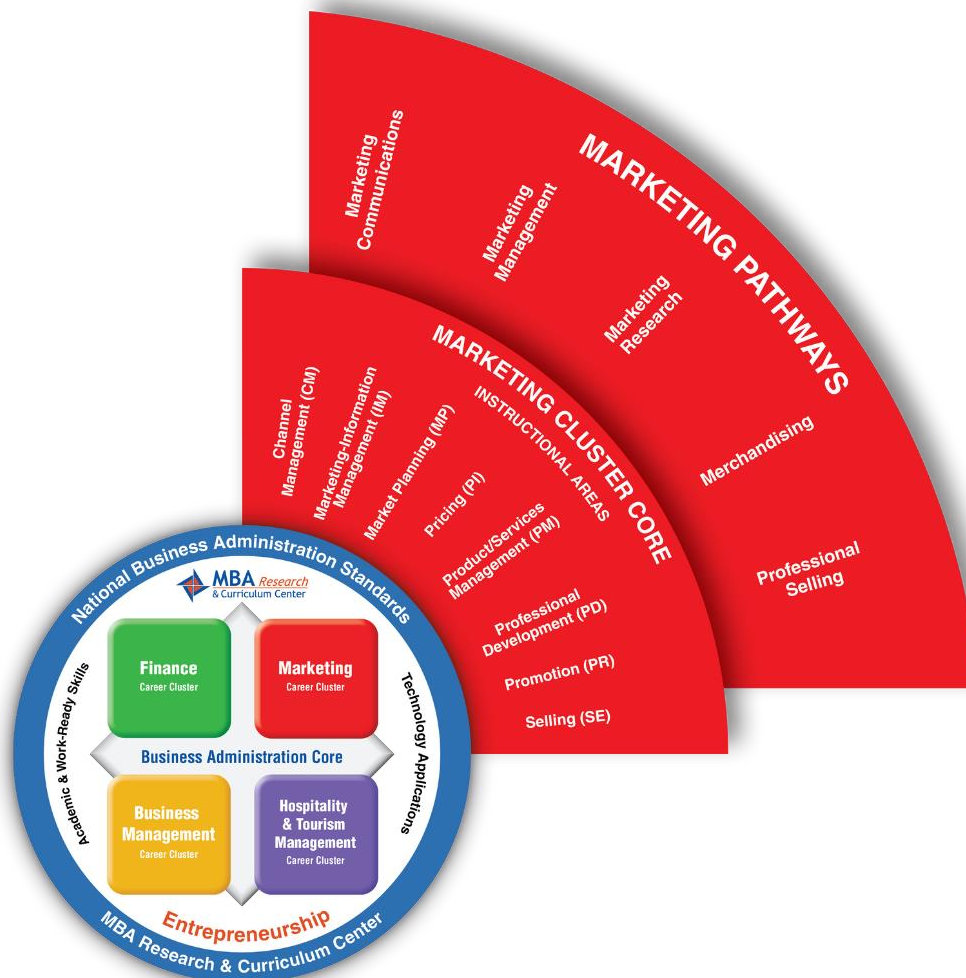 MARKETING PATHWAYS
Marketing
Communications
Marketing
Management
Marketing
Research
Merchandising
Professional
Selling
MARKETING CLUSTER CORE
INSTRUCTIONAL AREAS
Channel
Management (CM)
Marketing-Information
Management (IM)
Market Planning (MP)
Pricing (PI)
Product/Services
Management (PM)
Professional
Development (PD)
Promotion (PR)
Selling (SE)
National Business Administration Standards
MBA Research
& Curriculum Center
Academic & Work-Ready Skills
Technology Applications
Finance
Career Cluster
Marketing
Career Cluster
Business Administration Core
Business
Management
Career Cluster
Hospitality
& Tourism
Management
Career Cluster
Entrepreneurship
MBA Research & Curriculum Center